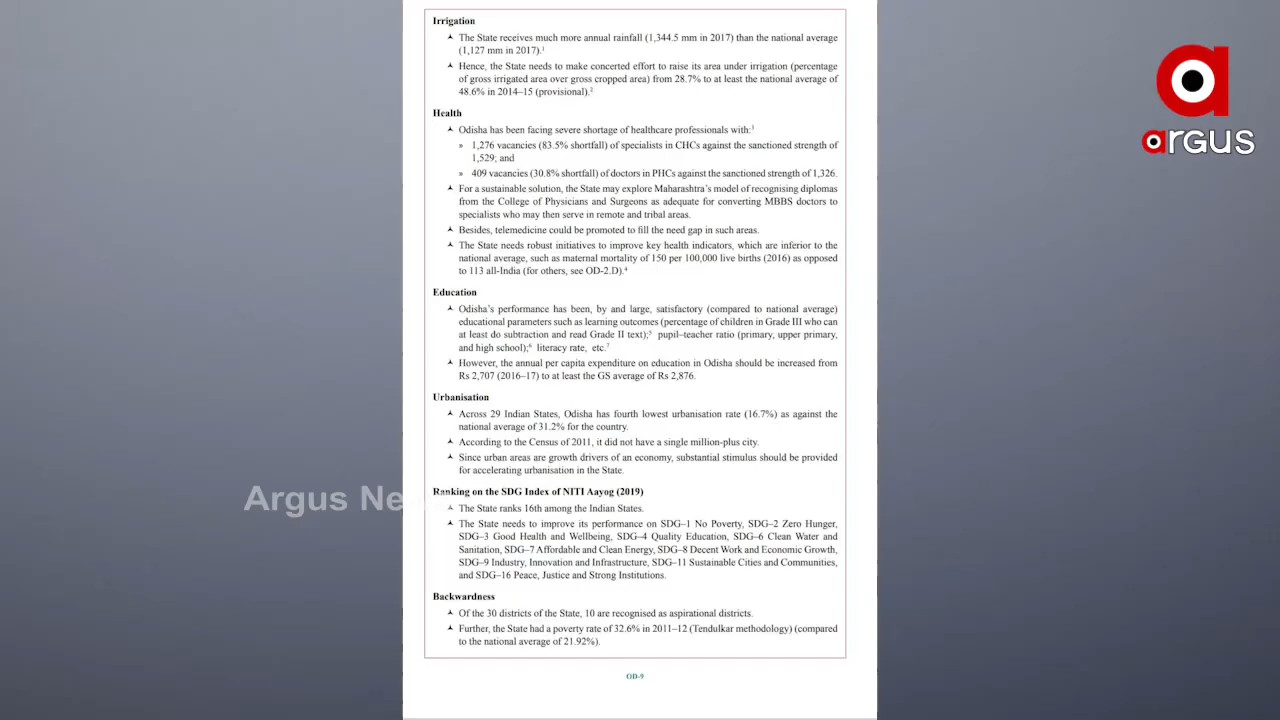 Irrigation
The State receives much more annual rainfall (1,344.5 mm in 2017) than the national average
(1,127 mm in 2017).1
Hence, the State needs to make concerted effort to raise its area under irrigation (percentage
of gross irrigated area over gross cropped area) from 28.7% to at least the national average of
48.6% in 2014–15 (provisional).2
Health
Odisha has been facing severe shortage of healthcare professionals with:3
» 1,276 vacancies (83.5% shortfall) of specialists in CHCs against the sanctioned strength of
1,529; and
» 409 vacancies (30.8% shortfall) of doctors in PHCs against the sanctioned strength of 1,326.
For a sustainable solution, the State may explore Maharashtra's model of recognising diplomas
from the College of Physicians and Surgeons as adequate for converting MBBS doctors to
specialists who may then serve in remote and tribal areas.
Besides, telemedicine could be promoted to fill the need gap in such areas.
The State needs robust initiatives to improve key health indicators, which are inferior to the
national average, such as maternal mortality of 150 per 100,000 live births (2016) as opposed
to 113 all-India (for others, see OD-2.D).4
Education
Odisha's performance has been, by and large, satisfactory (compared to national average)
educational parameters such as learning outcomes (percentage of children in Grade III who can
at least do subtraction and read Grade II text);5 pupil–teacher ratio (primary, upper primary,
and high school);6 literacy rate, etc.7
However, the annual per capita expenditure on education in Odisha should be increased from
Rs 2,707 (2016–17) to at least the GS average of Rs 2,876.
Urbanisation
Across 29 Indian States, Odisha has fourth lowest urbanisation rate (16.7%) as against the
national average of 31.2% for the country.
According to the Census of 2011, it did not have a single million-plus city.
Since urban areas are growth drivers of an economy, substantial stimulus should be provided
for accelerating urbanisation in the State.
Ranking on the SDG Index of NITI Aayog (2019)
The State ranks 16th among the Indian States.
The State needs to improve its performance on SDG–1 No Poverty, SDG–2 Zero Hunger,
SDG–3 Good Health and Wellbeing, SDG–4 Quality Education, SDG–6 Clean Water and
Sanitation, SDG–7 Affordable and Clean Energy, SDG–8 Decent Work and Economic Growth,
SDG–9 Industry, Innovation and Infrastructure, SDG–11 Sustainable Cities and Communities,
and SDG–16 Peace, Justice and Strong Institutions.
Backwardness
Of the 30 districts of the State, 10 are recognised as aspirational districts.
Further, the State had a poverty rate of 32.6% in 2011–12 (Tendulkar methodology) (compared
to the national average of 21.92%).
OD-9
argus
Argus